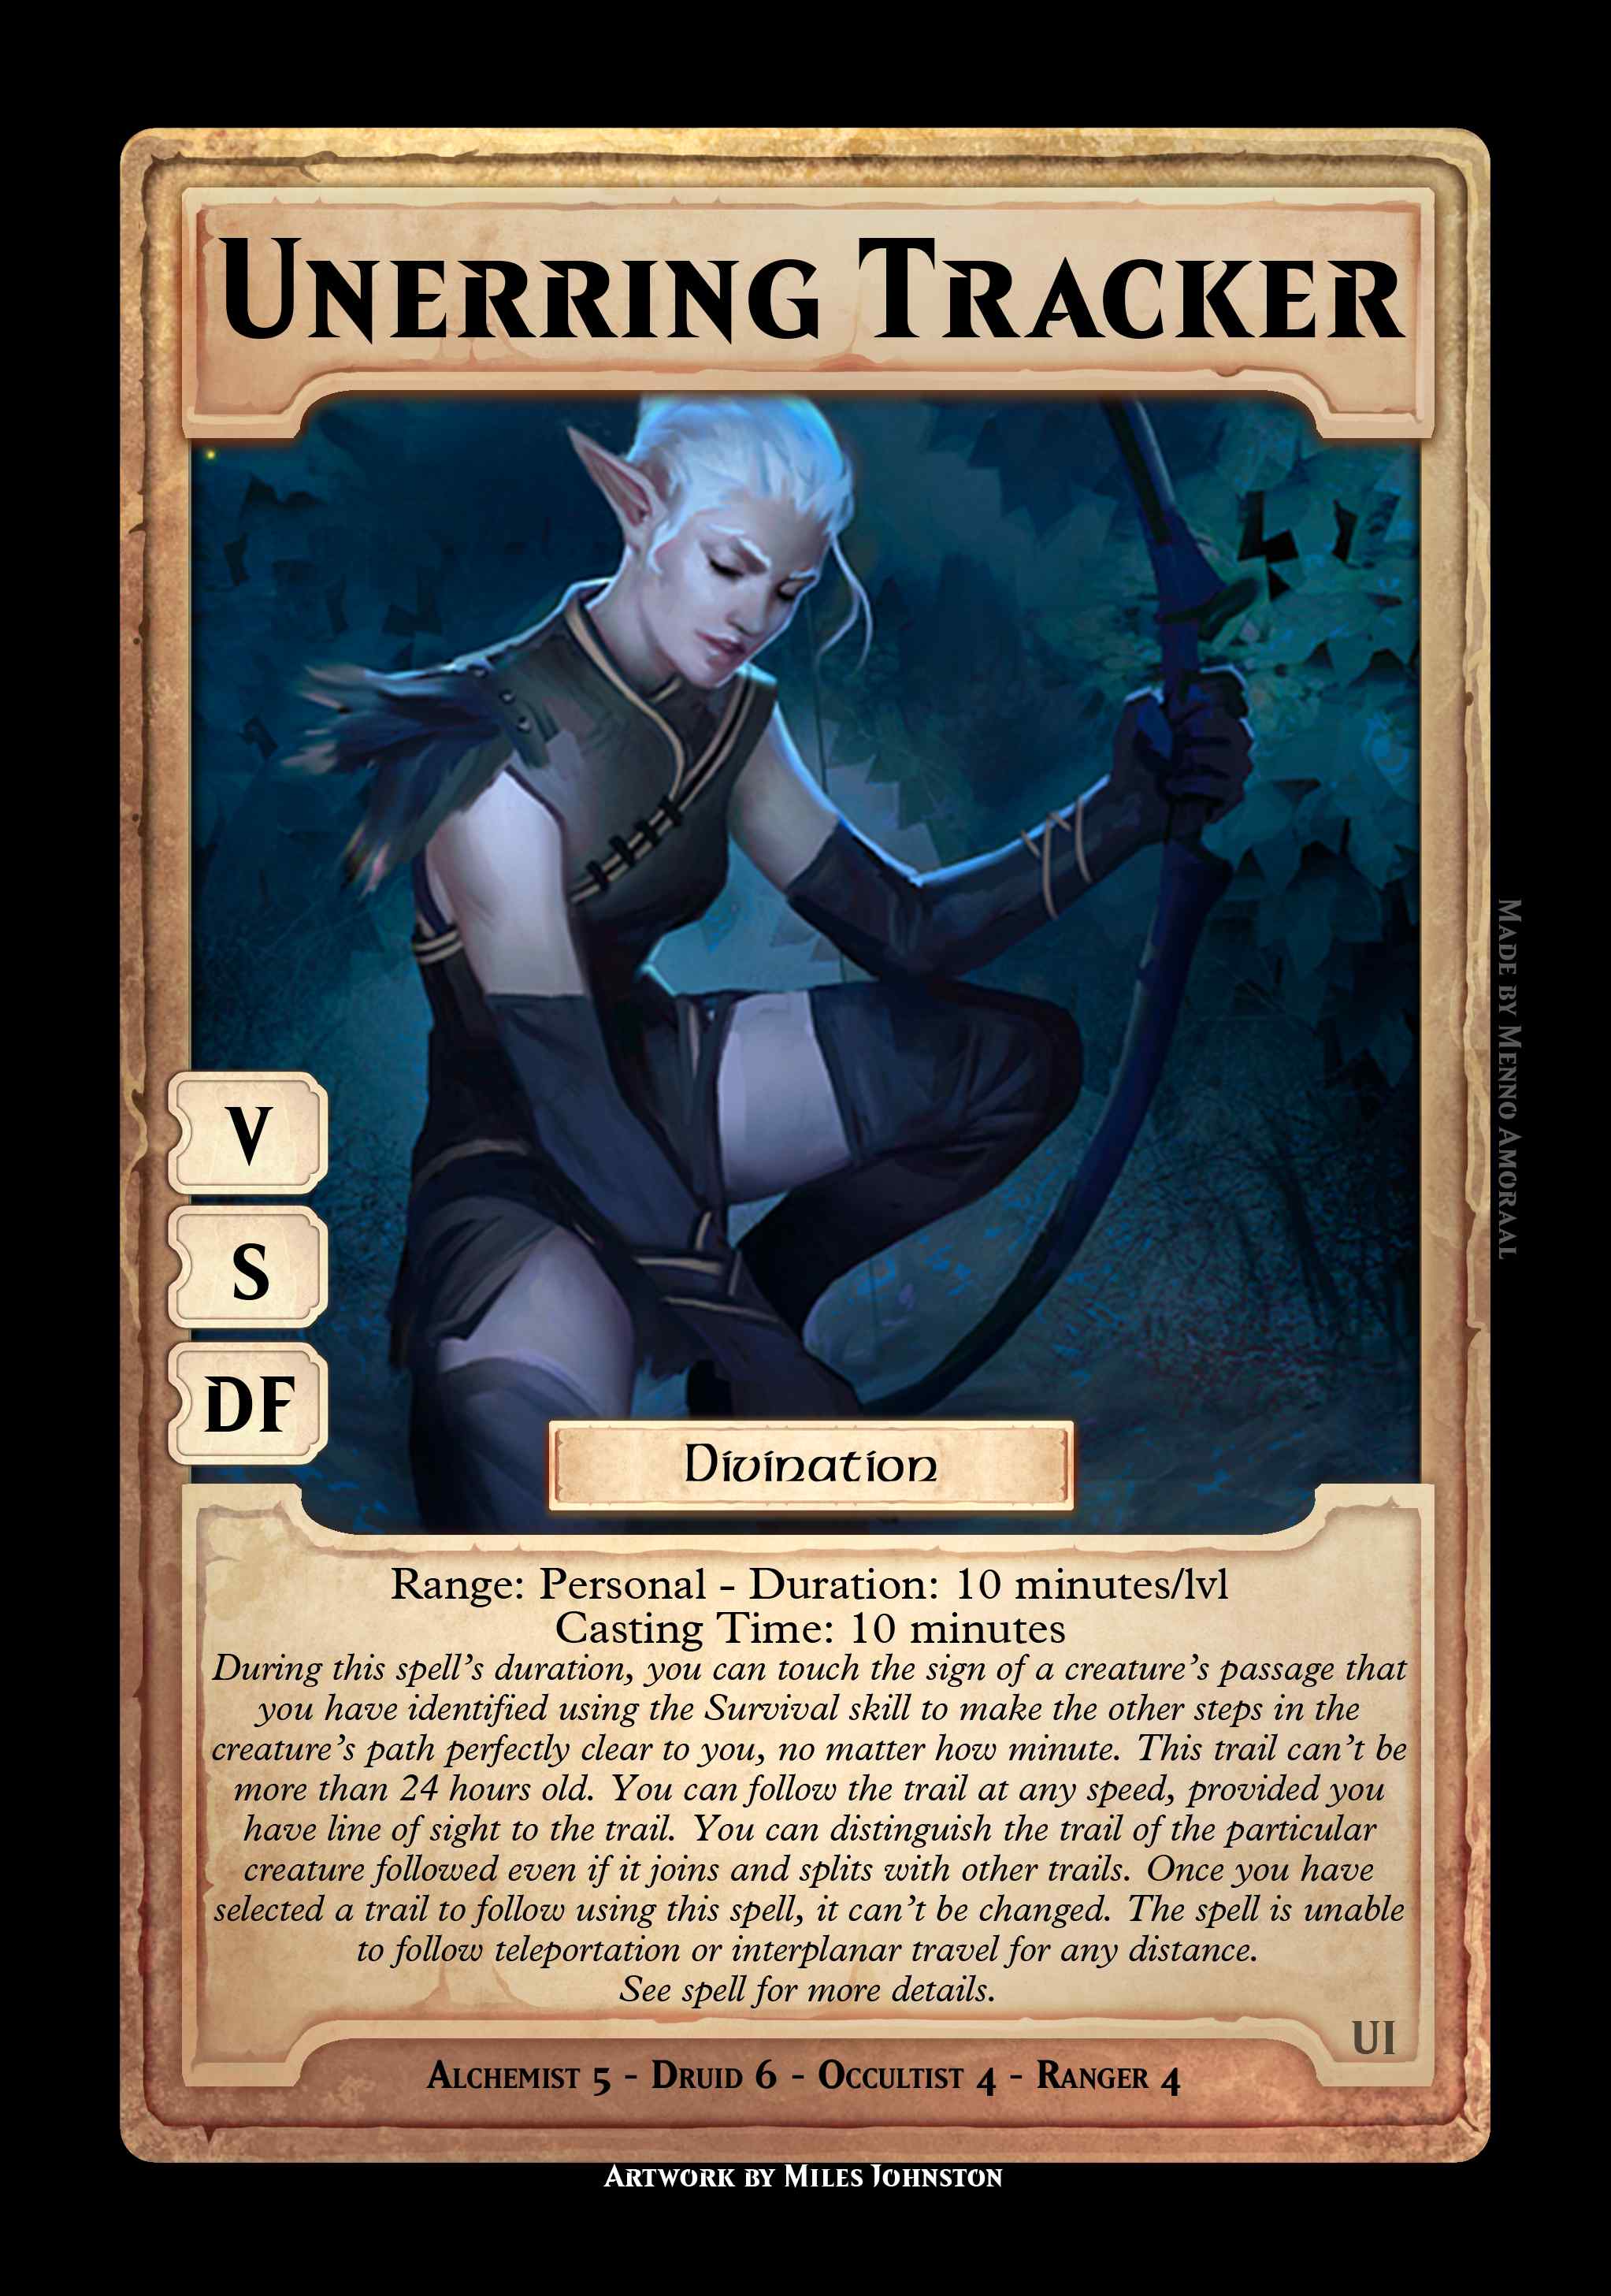 Unerring Tracker
V
S
DF
Divination
Range: Personal - Duration: 10 minutes/lvl
Casting Time: 10 minutes
During this spell's duration, you can touch the sign of a creature's passage that
you have identified using the Survival skill to make the other steps in the
creature's path perfectly clear to you, no matter how minute. This trail can't be
more than 24 hours old. You can follow the trail at any speed, provided you
have line of sight to the trail. You can distinguish the trail of the particular
creature followed even if it joins and splits with other trails. Once you have
selected a trail to follow using this spell, it can't be changed. The spell is unable
to follow teleportation or interplanar travel for any distance.
See spell for more details.
UI
Alchemist 5 - Druid 6 - Occultist 4 - Ranger 4
Artwork by Miles Johnston
Made by Menno Amoraal